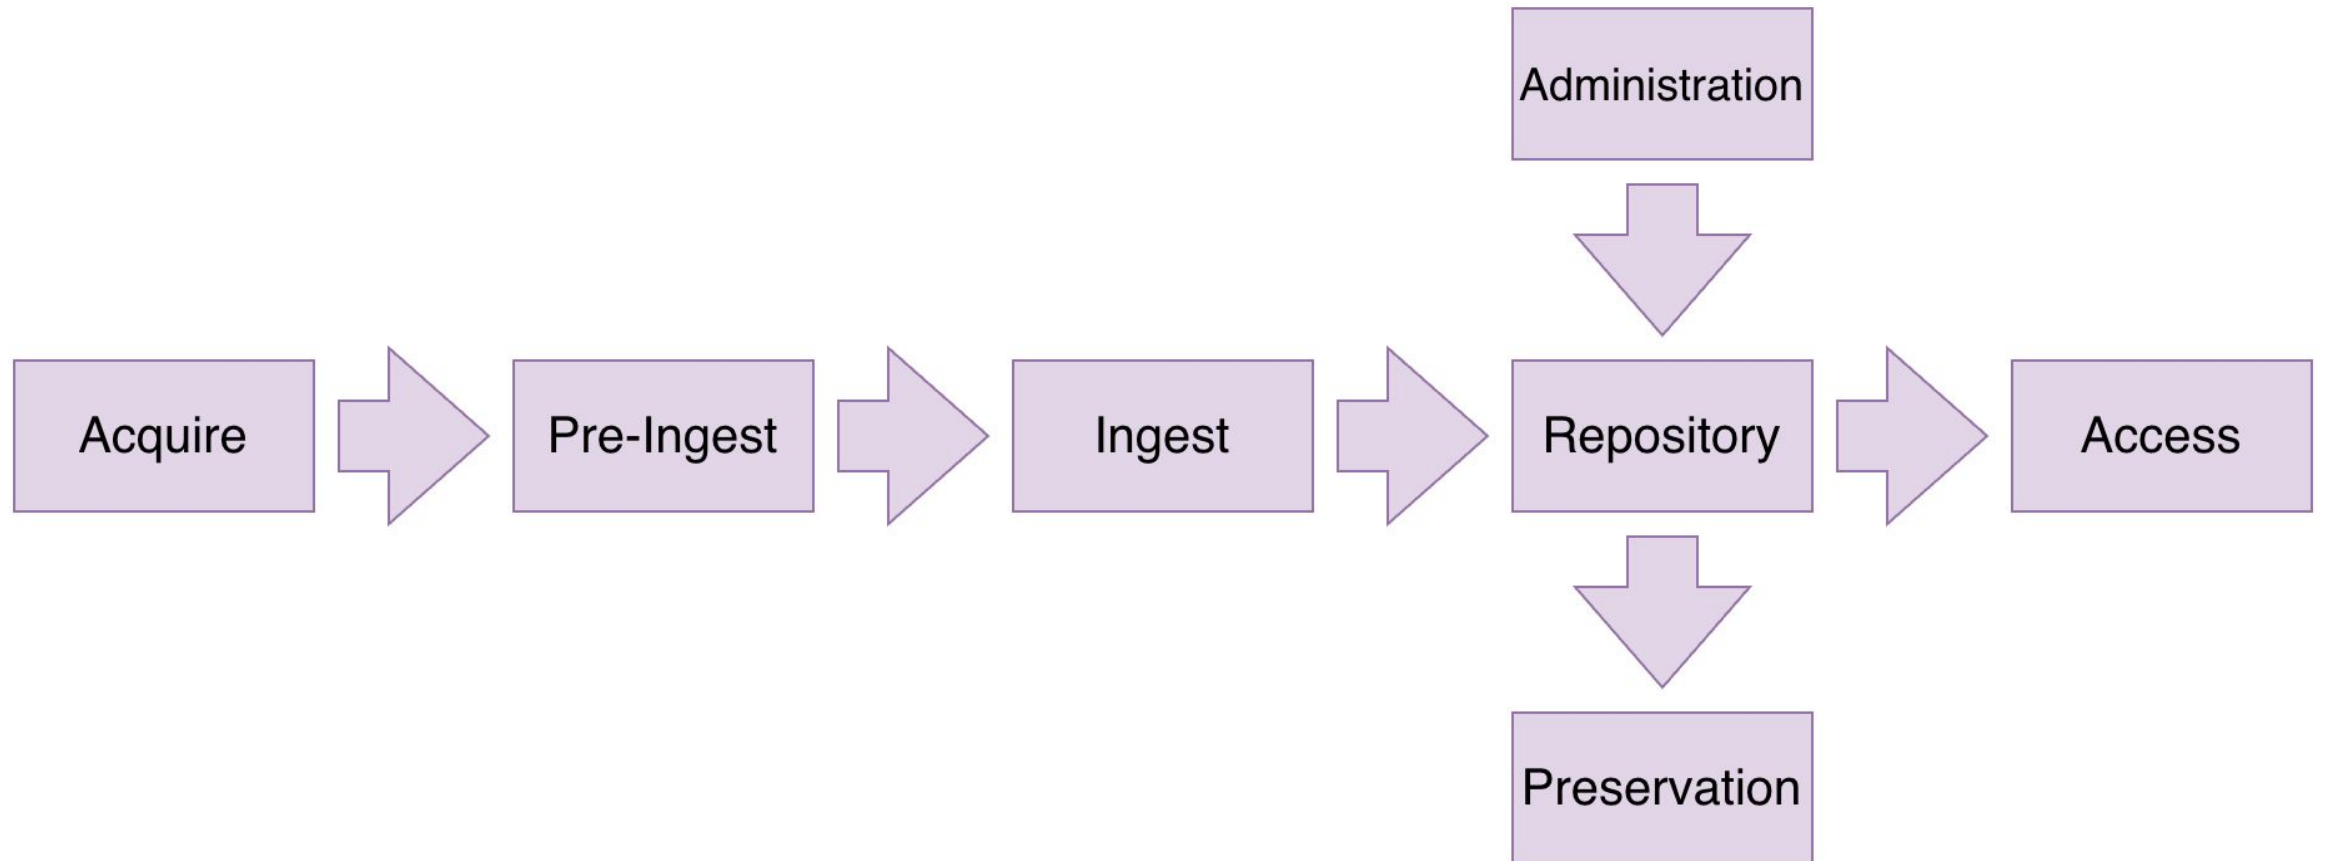 Administration
Acquire
Pre-Ingest
Ingest
Repository
Access
Preservation